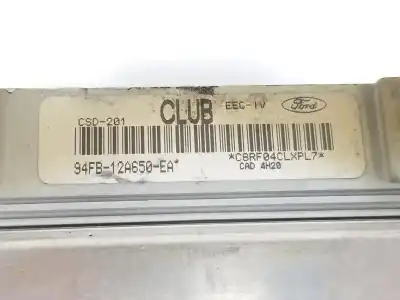 CLUB EEC-IV Ford
CSD-201
94FB-12A650-EA* *CBRF04CLXPL7*
CAD 4H20